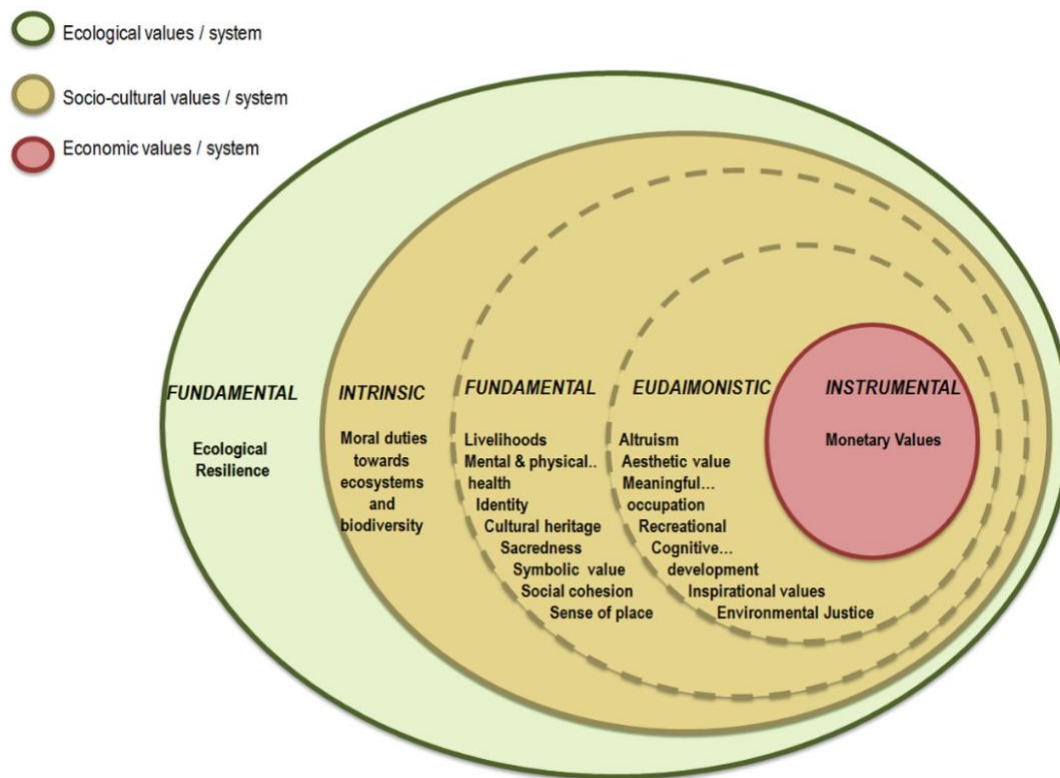 Ecological values / system
Socio-cultural values / system
Economic values / system
FUNDAMENTAL
Ecological
Resilience
INTRINSIC
Moral duties
towards
ecosystems
and
biodiversity
FUNDAMENTAL
Livelihoods
Mental & physical..
health
Identity
Cultural heritage
Sacredness
Symbolic value
Social cohesion
Sense of place
EUDAIMONISTIC
Altruism
Aesthetic value
Meaningful...
occupation
Recreational
Cognitive...
development
Inspirational values
Environmental Justice
INSTRUMENTAL
Monetary Values